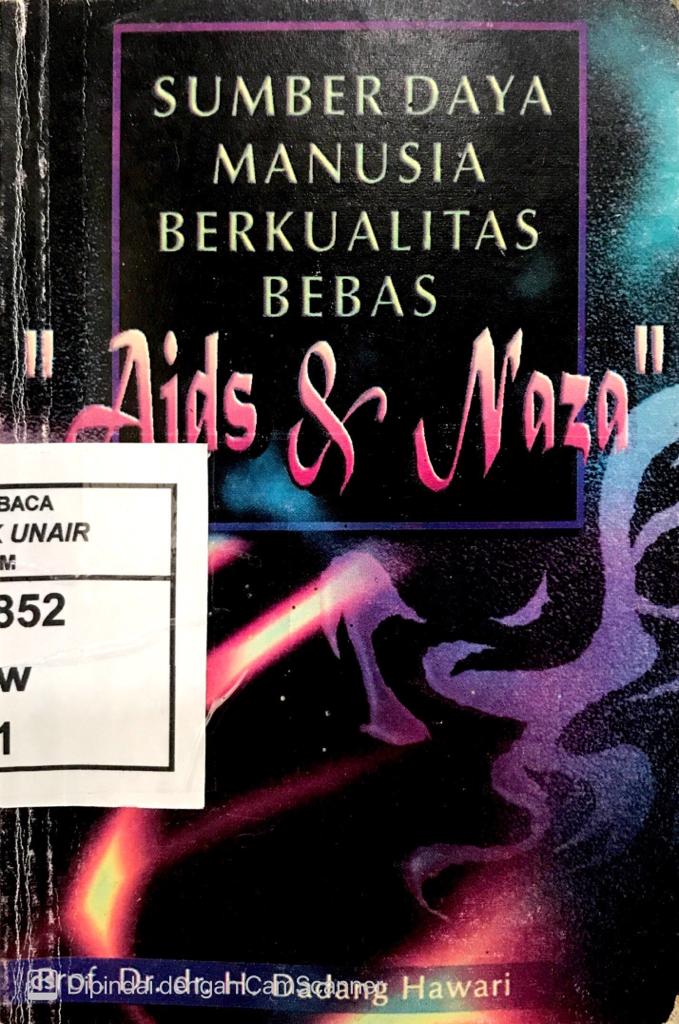 SUMBER DAYA
MANUSIA
BERKUALITAS
BEBAS
"Aids & Naza"
BACA
UNAIR
M
352
W
1
Prof. Dr. dr. H. Dadang Hawari
CS Dipindai dengan CamScanner